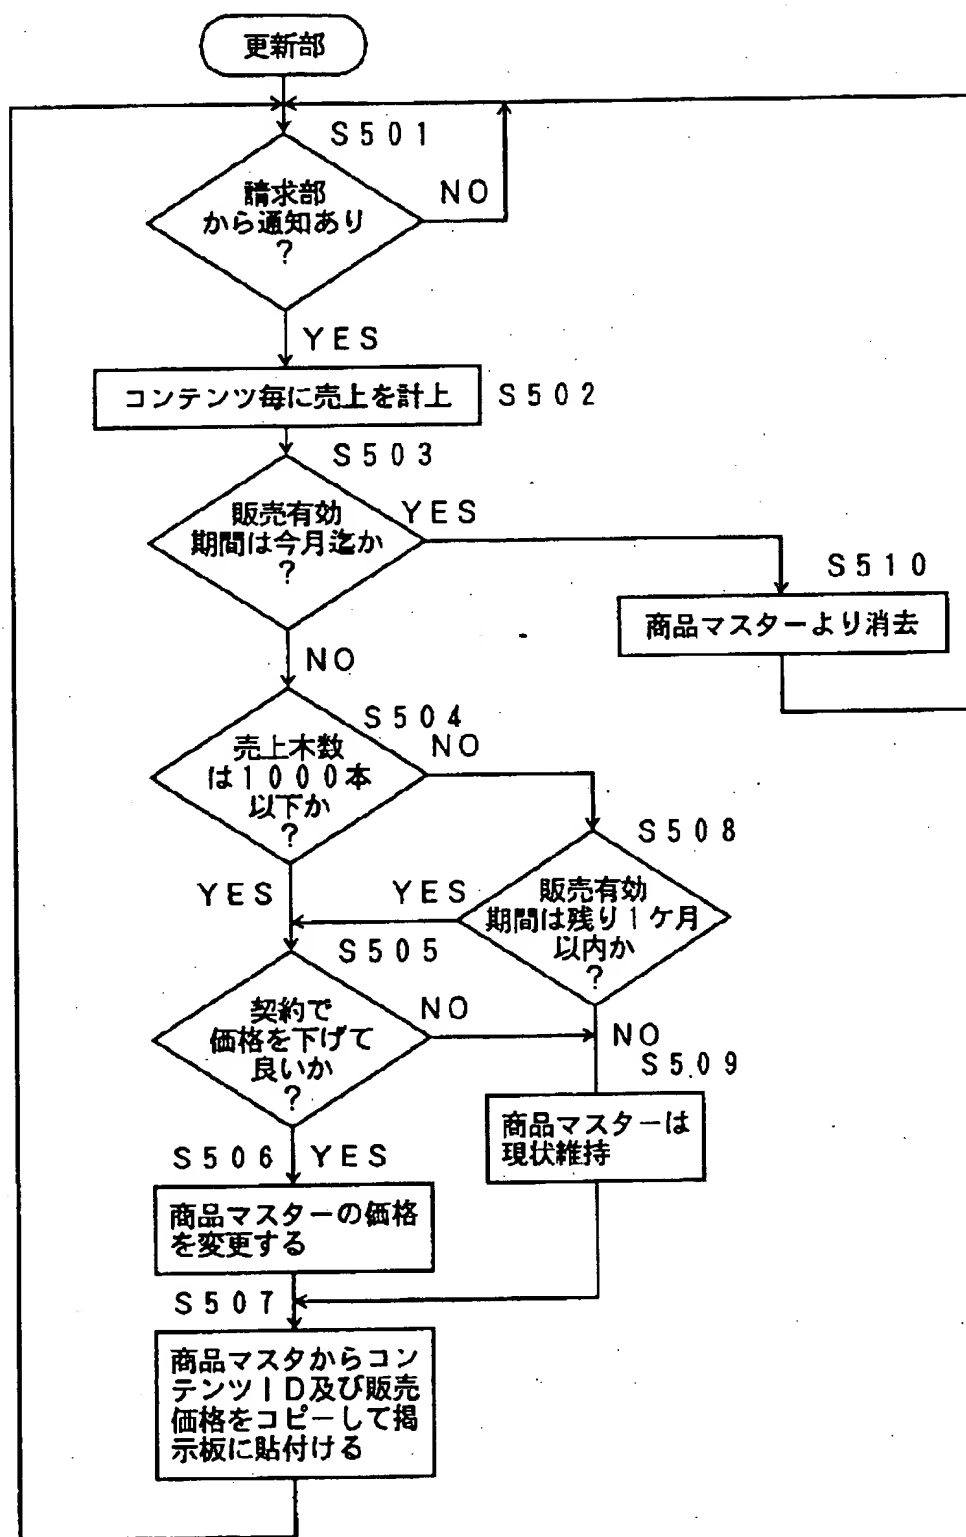 更新部
S501
請求部
から通知あり
?
NO
YES
コンテンツ毎に売上を計上
S502
S503
販売有効
期間は今月迄か
?
YES
S510
商品マスターより消去
NO
S504
売上木数
は1000本
以下か
?
NO
S508
YES
YES
販売有効
期間は残り1ケ月
以内か
?
S505
契約で
価格を下げて
良いか
?
NO
NO
S509
商品マスターは
現状維持
S506
YES
商品マスターの価格
を変更する
S507
商品マスタからコン
テンツID及び販売
価格をコピーして掲
示板に貼付ける